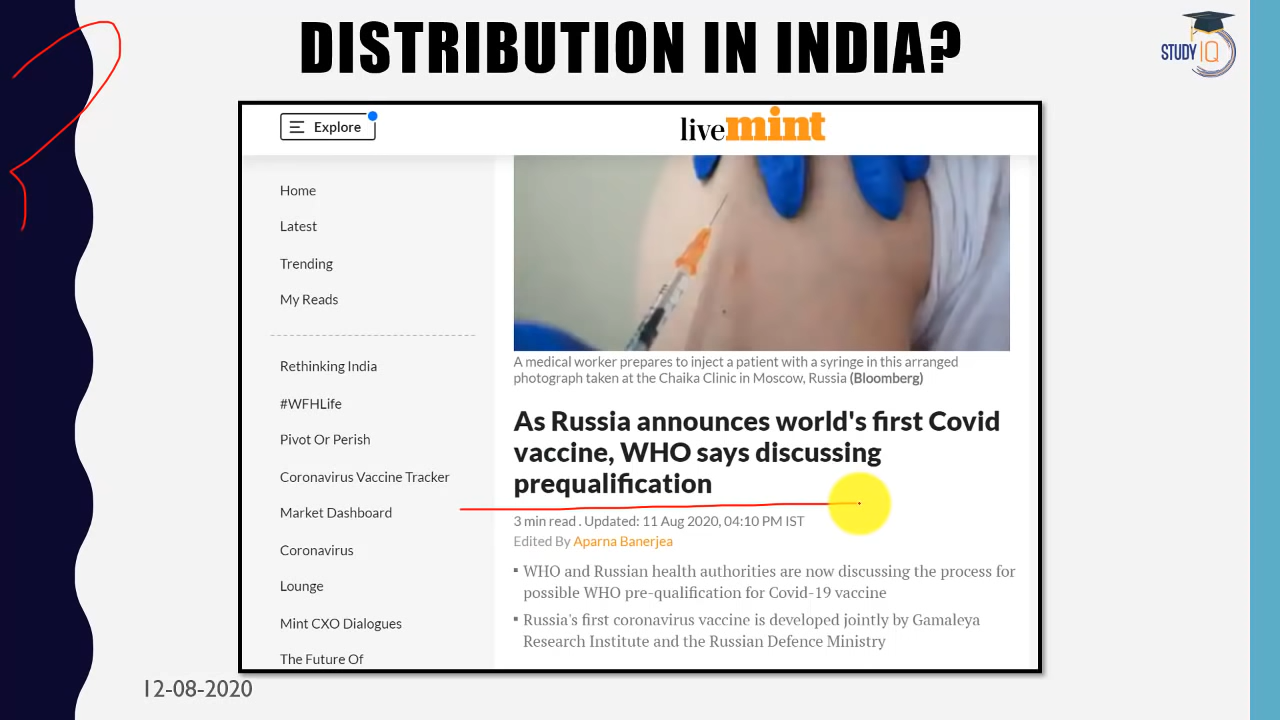 DISTRIBUTION IN INDIA?
STUDY IQ
Explore
livemint
Home
Latest
Trending
My Reads
Rethinking India
#WFHLife
Pivot Or Perish
Coronavirus Vaccine Tracker
Market Dashboard
Coronavirus
Lounge
Mint CXO Dialogues
The Future Of
A medical worker prepares to inject a patient with a syringe in this arranged
photograph taken at the Chaika Clinic in Moscow, Russia (Bloomberg)
As Russia announces world's first Covid
vaccine, WHO says discussing
prequalification
3 min read . Updated: 11 Aug 2020, 04:10 PM IST
Edited By Aparna Banerjea
▪ WHO and Russian health authorities are now discussing the process for
possible WHO pre-qualification for Covid-19 vaccine
▪ Russia's first coronavirus vaccine is developed jointly by Gamaleya
Research Institute and the Russian Defence Ministry
12-08-2020